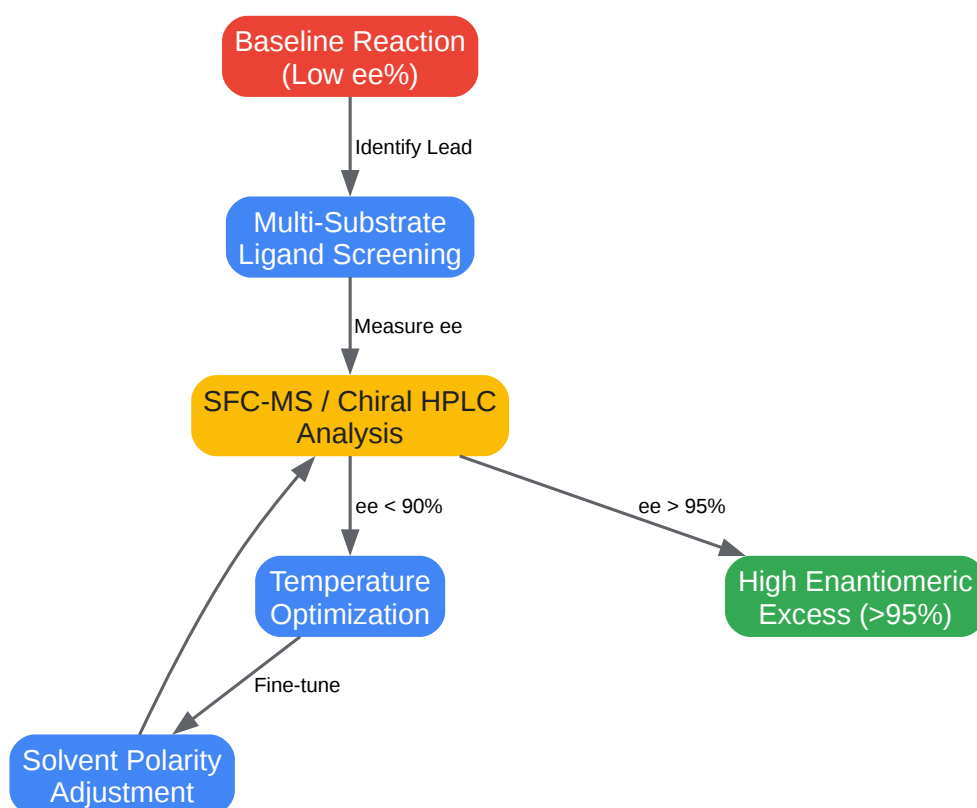 Baseline Reaction
(Low ee%)
Identify Lead
Multi-Substrate
Ligand Screening
Measure ee
SFC-MS / Chiral HPLC
Analysis
ee < 90%
ee > 95%
Temperature
Optimization
High Enantiomeric
Excess (>95%)
Fine-tune
Solvent Polarity
Adjustment